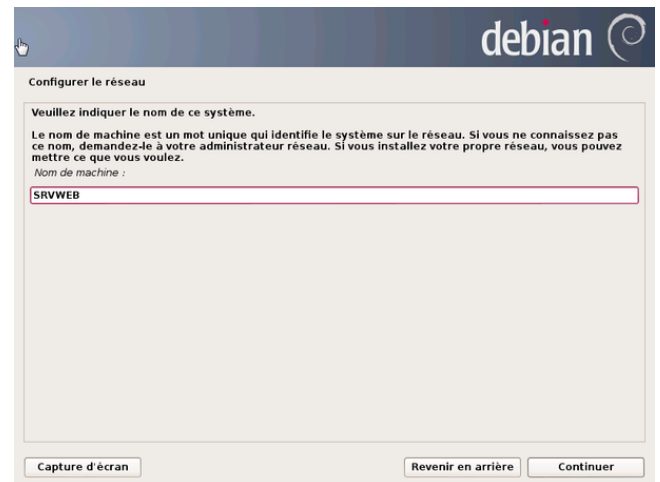 debian
Configurer le réseau
Veuillez indiquer le nom de ce système.
Le nom de machine est un mot unique qui identifie le système sur le réseau. Si vous ne connaissez pas
ce nom, demandez-le à votre administrateur réseau. Si vous installez votre propre réseau, vous pouvez
mettre ce que vous voulez.
Nom de machine :
SRVWEB
Capture d'écran
Revenir en arrière
Continuer